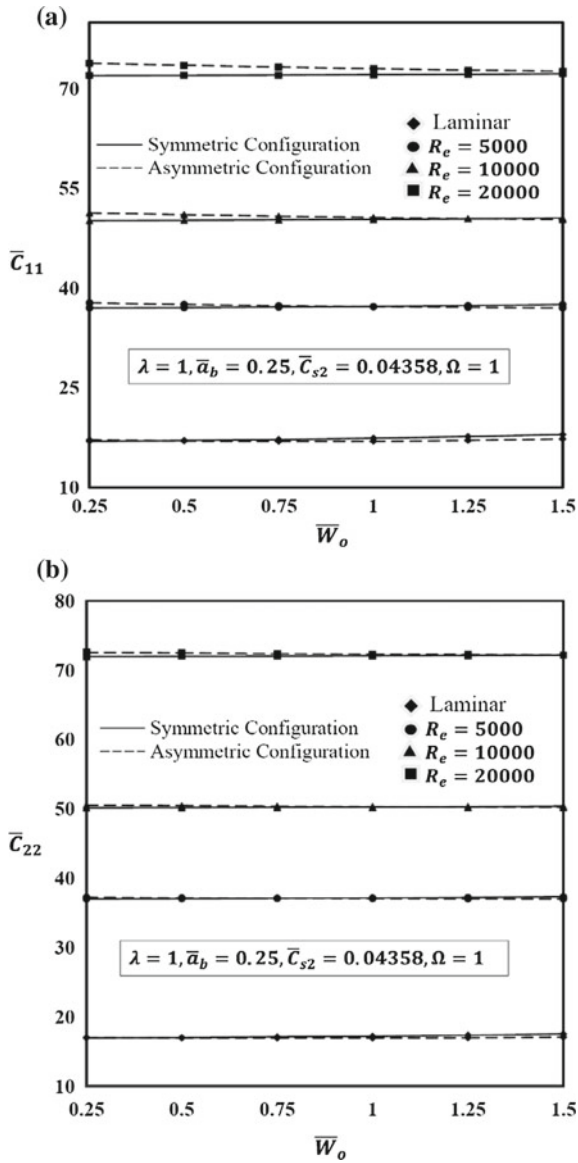 (a)
70
55
40
25
10
C̅₁₁
Symmetric Configuration
Asymmetric Configuration
Laminar
Rₑ = 5000
Rₑ = 10000
Rₑ = 20000
λ = 1, a̅_b = 0.25, C̅_s2 = 0.04358, Ω = 1
0.25 0.5 0.75 1 1.25 1.5
W̅ₒ
(b)
80
70
60
50
40
30
20
10
C̅₂₂
Symmetric Configuration
Asymmetric Configuration
Laminar
Rₑ = 5000
Rₑ = 10000
Rₑ = 20000
λ = 1, a̅_b = 0.25, C̅_s2 = 0.04358, Ω = 1
0.25 0.5 0.75 1 1.25 1.5
W̅ₒ